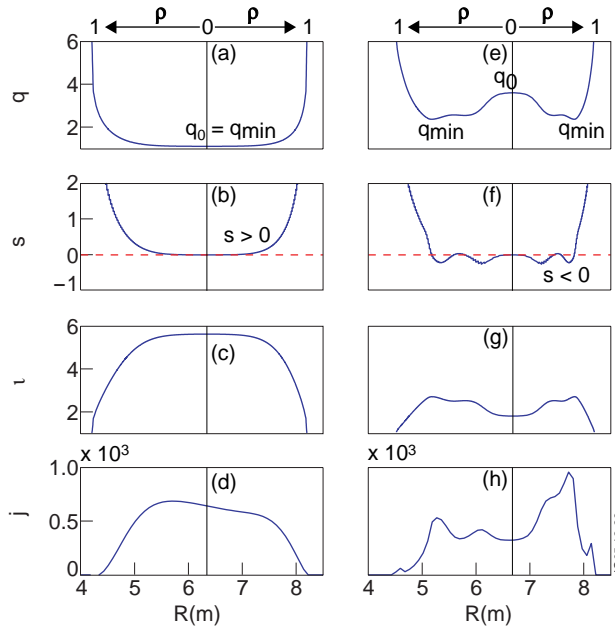 ρ ρ
1 0 1 1 0 1
6 (a) (e)
q 4 q0
2 q0 = qmin qmin qmin
2 (b) (f)
s 1
0 s > 0
−1 s < 0
6 (c) (g)
ι 4
2
x 10³ x 10³
1.0 (d) (h)
j 0.5
0
4 5 6 7 8 4 5 6 7 8
R(m) R(m)